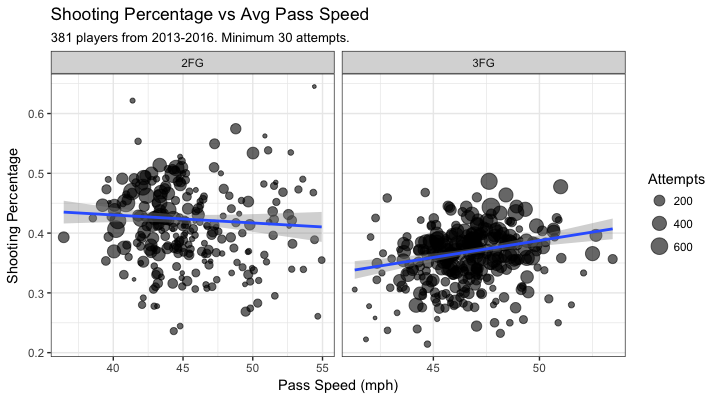 Shooting Percentage vs Avg Pass Speed
381 players from 2013-2016. Minimum 30 attempts.
2FG
3FG
Shooting Percentage
0.6
0.5
0.4
0.3
0.2
40
45
50
55
45
50
Pass Speed (mph)
Attempts
200
400
600